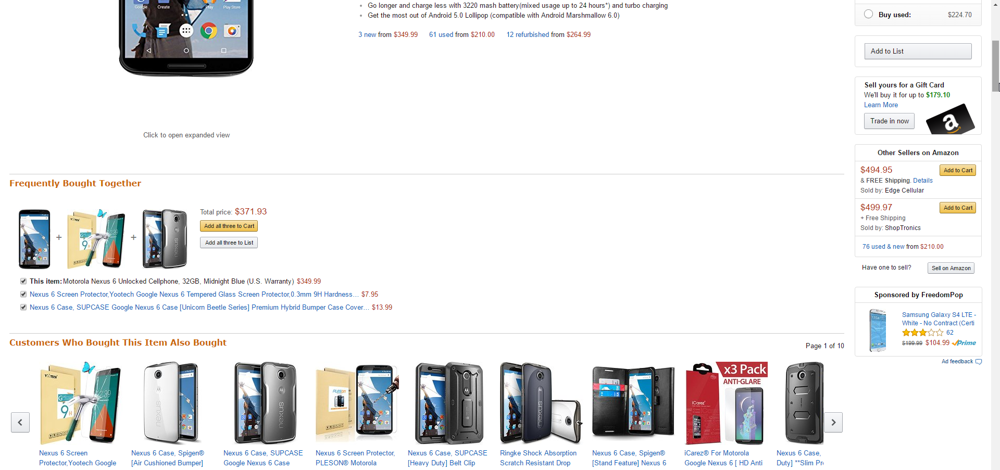 Google
Create
Play
Play Store
Go longer and charge less with 3220 mash battery(mixed usage up to 24 hours*) and turbo charging
Get the most out of Android 5.0 Lollipop (compatible with Android Marshmallow 6.0)
3 new from $349.99 61 used from $210.00 12 refurbished from $264.99
Click to open expanded view
Buy used: $224.70
Add to List
Sell yours for a Gift Card
We'll buy it for up to $179.10
Learn More
Trade in now
a
Other Sellers on Amazon
$494.95 Add to Cart
& FREE Shipping. Details
Sold by: Edge Cellular
$499.97 Add to Cart
+ Free Shipping
Sold by: ShopTronics
76 used & new from $210.00
Have one to sell? Sell on Amazon
Sponsored by FreedomPop
Samsung Galaxy S4 LTE -
White - No Contract (Certi
62
$199.99 $104.99 Prime
Ad feedback
Frequently Bought Together
Total price: $371.93
Add all three to Cart
Add all three to List
+ +
This item: Motorola Nexus 6 Unlocked Cellphone, 32GB, Midnight Blue (U.S. Warranty) $349.99
Nexus 6 Screen Protector,Yootech Google Nexus 6 Tempered Glass Screen Protector,0.3mm 9H Hardness... $7.95
Nexus 6 Case, SUPCASE Google Nexus 6 Case [Unicorn Beetle Series] Premium Hybrid Bumper Case Cover... $13.99
Customers Who Bought This Item Also Bought
Page 1 of 10
x3 Pack
ANTI-GLARE
iCarez
PLESON
nexus
nexus
nexus
9H
Nexus 6 Screen
Protector,Yootech Google
Nexus 6 Case, Spigen®
[Air Cushioned Bumper]
Nexus 6 Case, SUPCASE
Google Nexus 6 Case
Nexus 6 Screen Protector,
PLESON® Motorola
Nexus 6 Case, SUPCASE
[Heavy Duty] Belt Clip
Ringke Shock Absorption
Scratch Resistant Drop
Nexus 6 Case, Spigen®
[Stand Feature] Nexus 6
iCarez® For Motorola
Google Nexus 6 [ HD Anti
Nexus 6 Case,
Duty] **Slim Pr